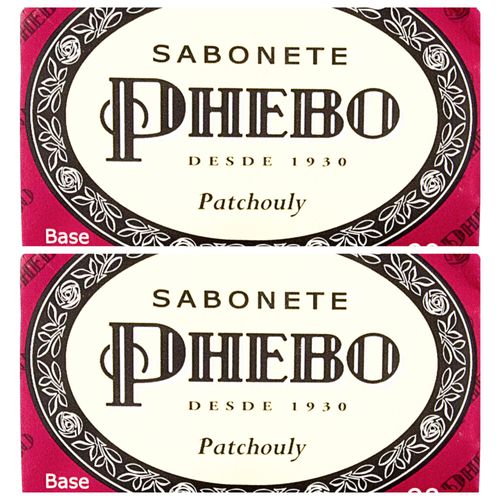 SABONETE
PHEBO
DESDE 1930
Patchouly
Base
SABONETE
PHEBO
DESDE 1930
Patchouly
Base